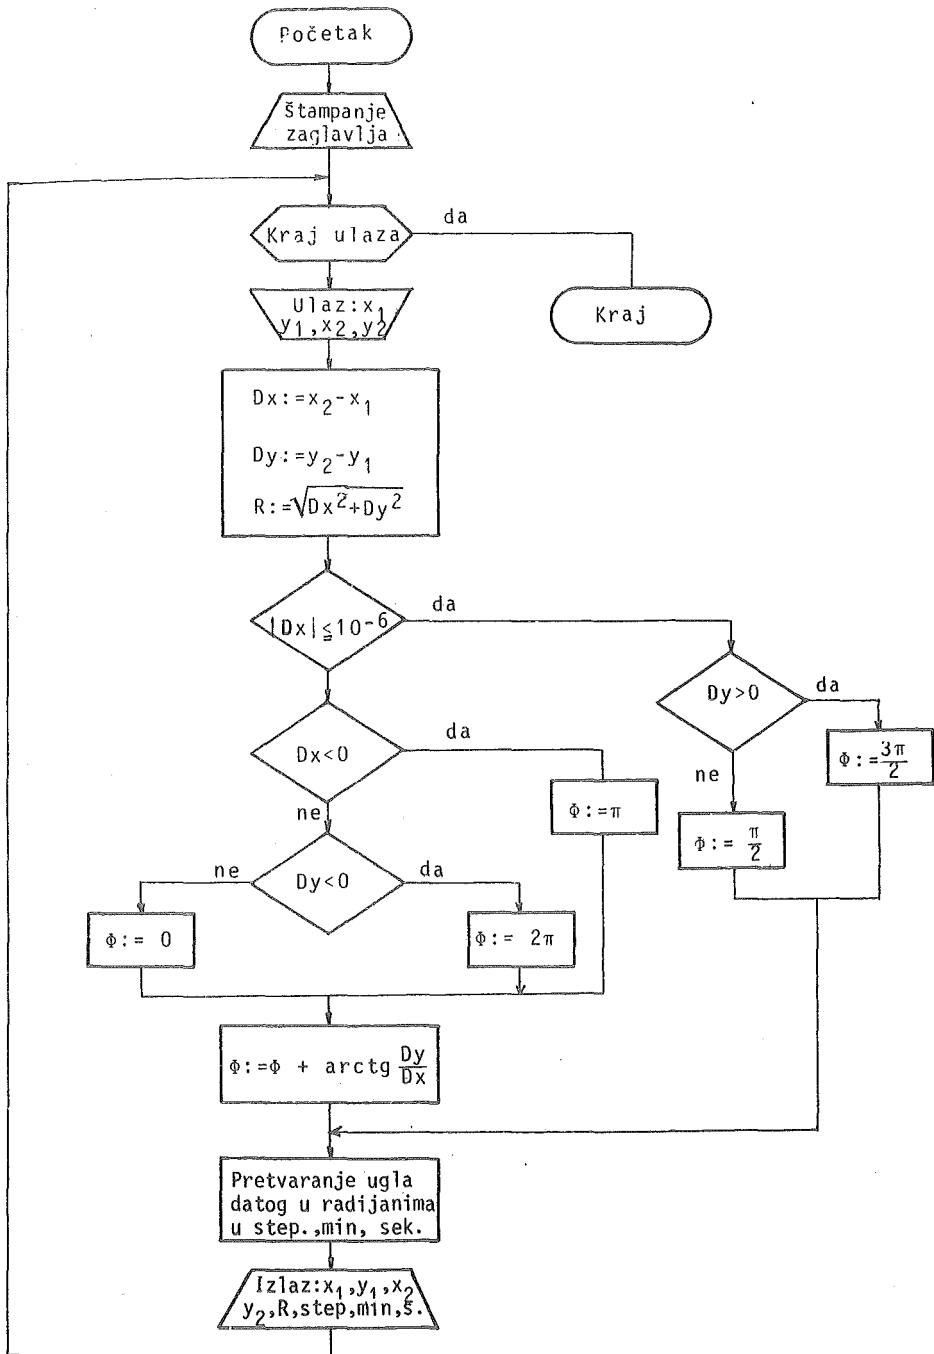 Početak
Štampanje
zaglavlja
Kraj ulaza
da
Ulaz:x₁
y₁,x₂,y₂
Kraj
Dx:=x₂-x₁
Dy:=y₂-y₁
R:=√Dx²+Dy²
|Dx|≦10⁻⁶
da
Dy>0
da
ne
Φ:=3π/2
Φ:= π/2
Dx<0
da
ne
Φ:=π
Dy<0
ne
da
Φ:= 0
Φ:= 2π
Φ:=Φ + arctg Dy/Dx
Pretvaranje ugla
datog u radijanima
u step.,min, sek.
Izlaz:x₁,y₁,x₂
y₂,R,step,min,s.